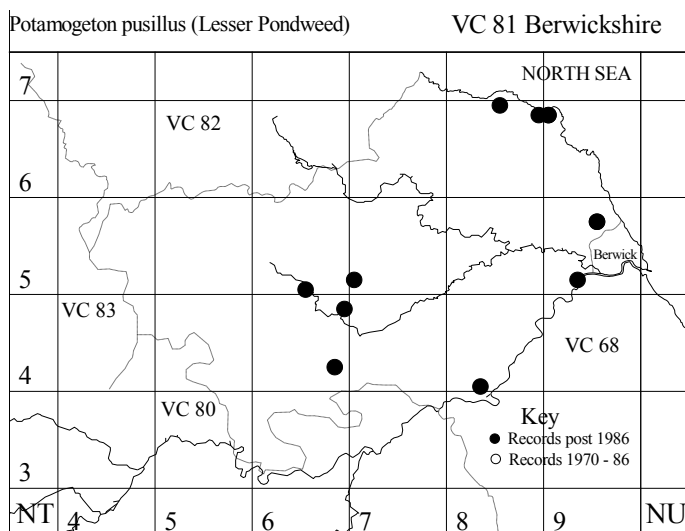 Potamogeton pusillus (Lesser Pondweed) VC 81 Berwickshire
NORTH SEA
7
VC 82
6
Berwick
5
VC 83
VC 68
4
VC 80
Key
Records post 1986
Records 1970 - 86
3
NT 4 5 6 7 8 9 NU